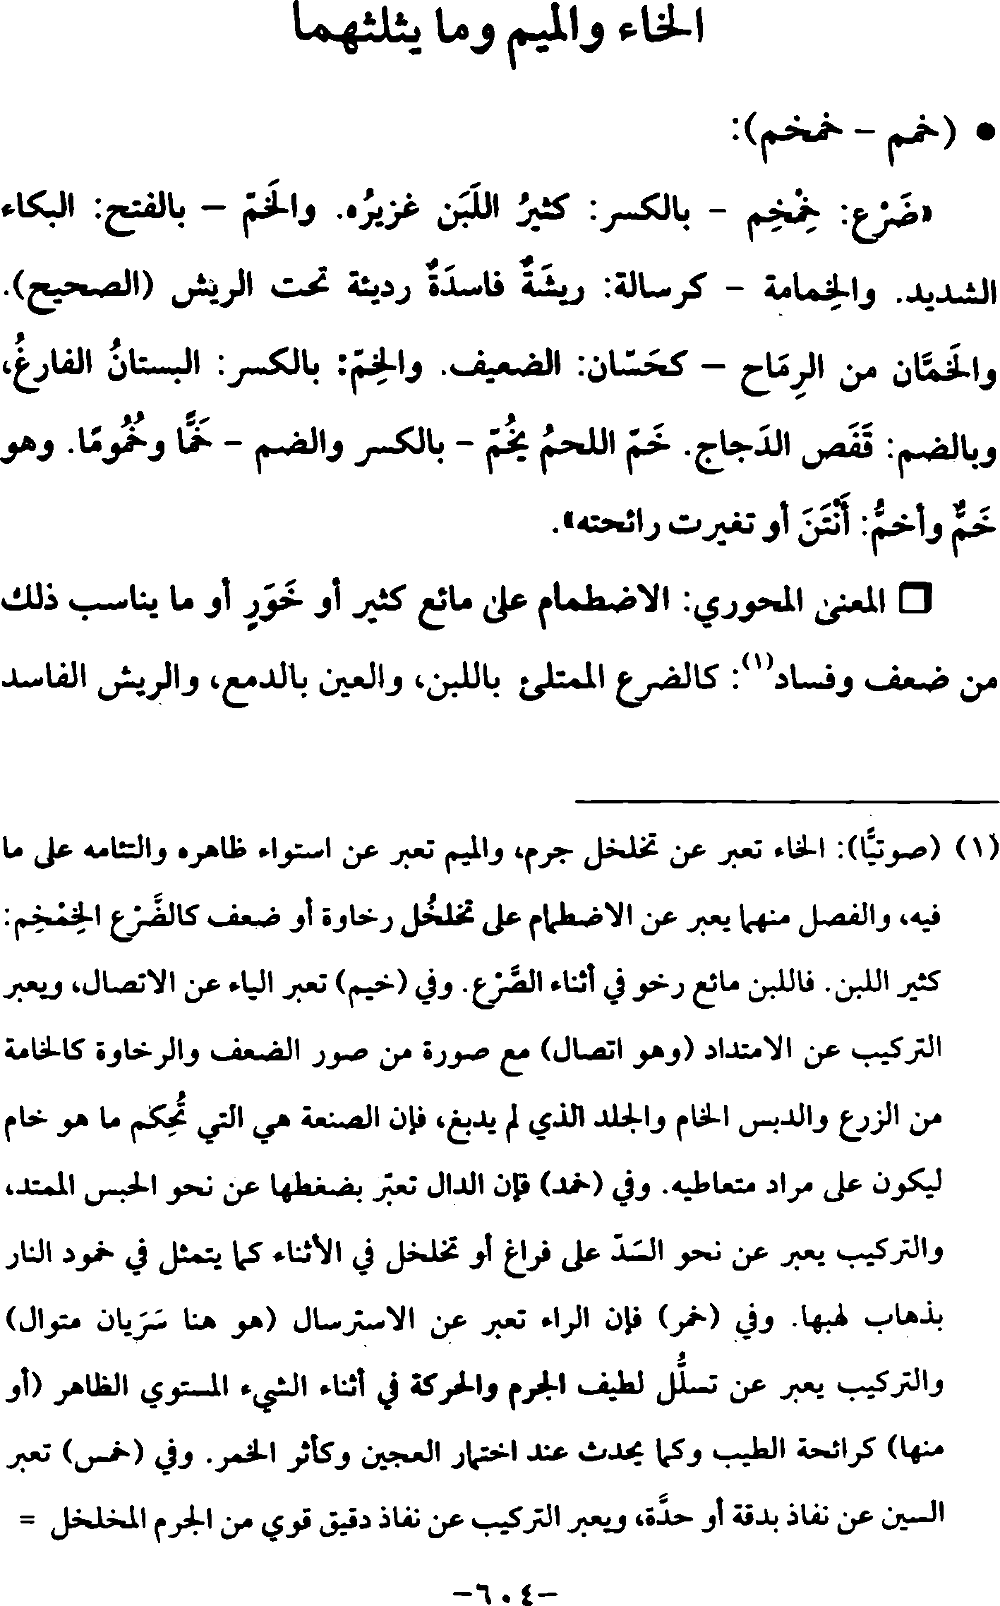 الخاء والميم وما يثلثهما
• (خمم - خمخم):
«ضَرْع: خِمْخِم - بالكسر: كثيرُ اللَبَن غزيرُه. والخَمّ - بالفتح: البكاء
الشديد. والخِمامة - كرسالة: ريشَةٌ فاسدَةٌ رديئة تحت الريش (الصحيح).
والخَمَّان من الرِمَاح - كحَسّان: الضعيف. والخِمّ: بالكسر: البستانُ الفارغُ،
وبالضم: قَفَص الدَجاج. خَمّ اللحمُ يخُمّ - بالكسر والضم - خَمًّا وخُمُومًا. وهو
خَمٌّ وأخمُّ: أَنْتَنَ أو تغيرت رائحته».
□ المعنى المحوري: الاضطمام على مائع كثير أو خَوَرٍ أو ما يناسب ذلك
من ضعف وفساد(١): كالضرع الممتلئ باللبن، والعين بالدمع، والريش الفاسد
(١) (صوتيًّا): الخاء تعبر عن تخلخل جرم، والميم تعبر عن استواء ظاهره والتئامه على ما
فيه، والفصل منهما يعبر عن الاضطمام على تخلخُل رخاوة أو ضعف كالضَّرْع الخِمْخِم:
كثير اللبن. فاللبن مائع رخو في أثناء الضَّرْع. وفي (خيم) تعبر الياء عن الاتصال، ويعبر
التركيب عن الامتداد (وهو اتصال) مع صورة من صور الضعف والرخاوة كالخامة
من الزرع والدبس الخام والجلد الذي لم يدبغ، فإن الصنعة هي التي تُحِكم ما هو خام
ليكون على مراد متعاطيه. وفي (خمد) فإن الدال تعبّر بضغطها عن نحو الحبس الممتد،
والتركيب يعبر عن نحو السَدّ على فراغ أو تخلخل في الأثناء كما يتمثل في خمود النار
بذهاب لهبها. وفي (خمر) فإن الراء تعبر عن الاسترسال (هو هنا سَرَيان متوال)
والتركيب يعبر عن تسلُّل لطيف الجرم والحركة في أثناء الشيء المستوي الظاهر (أو
منها) كرائحة الطيب وكما يحدث عند اختمار العجين وكأثر الخمر. وفي (خمس) تعبر
السين عن نفاذ بدقة أو حدَّة، ويعبر التركيب عن نفاذ دقيق قوي من الجرم المخلخل =
-٦٠٤-